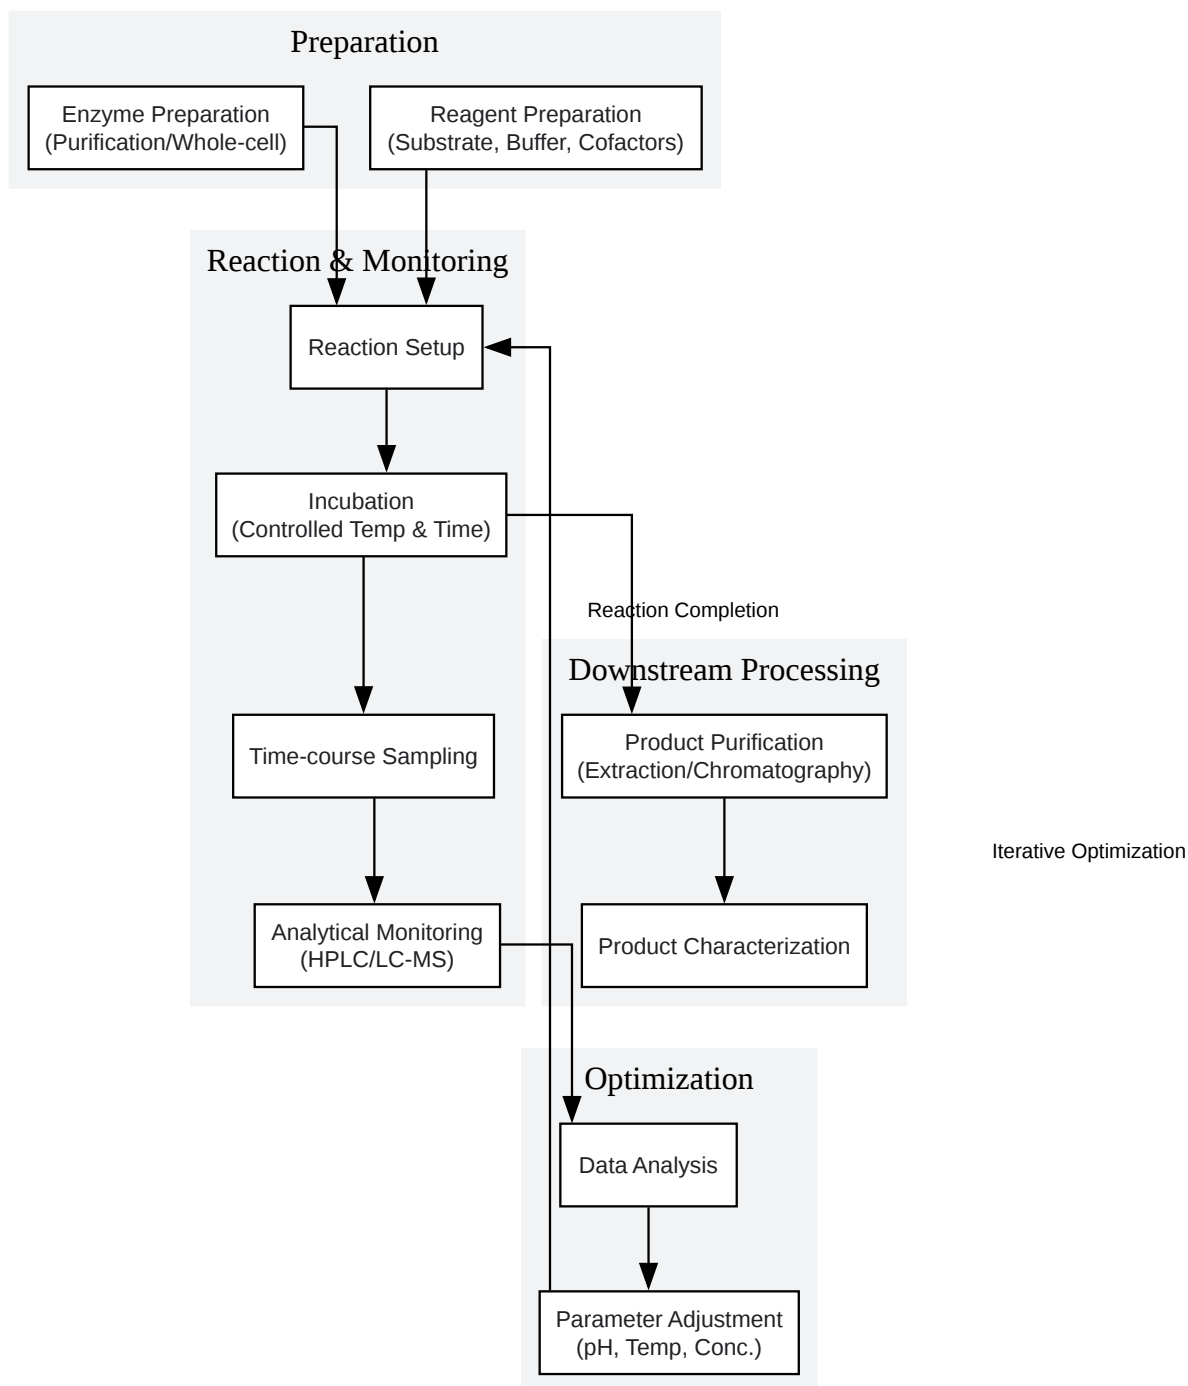 Preparation
Enzyme Preparation
(Purification/Whole-cell)
Reagent Preparation
(Substrate, Buffer, Cofactors)
Reaction & Monitoring
Reaction Setup
Incubation
(Controlled Temp & Time)
Reaction Completion
Downstream Processing
Time-course Sampling
Product Purification
(Extraction/Chromatography)
Iterative Optimization
Analytical Monitoring
(HPLC/LC-MS)
Product Characterization
Optimization
Data Analysis
Parameter Adjustment
(pH, Temp, Conc.)